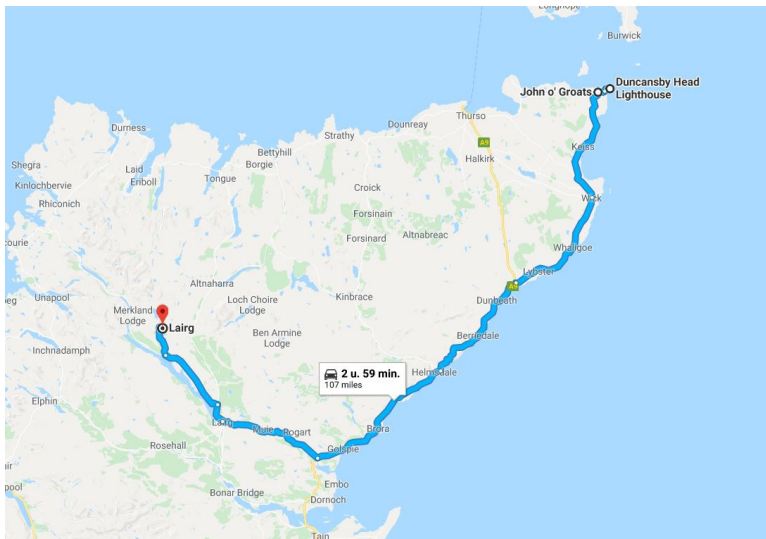 Longhope
Burwick
Duncansby Head
Lighthouse
John o' Groats
Thurso
Dounreay
Durness
Strathy
A9
Keiss
Bettyhill
Halkirk
Shegra
Laid
Borgie
Kinlochbervie
Eriboll
Tongue
Croick
Wick
Rhiconich
Forsinain
Altnabreac
Forsinard
Whaligoe
ourie
Lybster
Altnaharra
A9
Unapool
Loch Choire
Lodge
Kinbrace
Dunbeath
Merkland
Lodge
Lairg
Ben Armine
Lodge
Berriedale
Inchnadamph
2 u. 59 min.
107 miles
Helmsdale
Elphin
Lairg
Muie
Rogart
Brora
Rosehall
Golspie
pool
Bonar Bridge
Embo
Dornoch
Tain